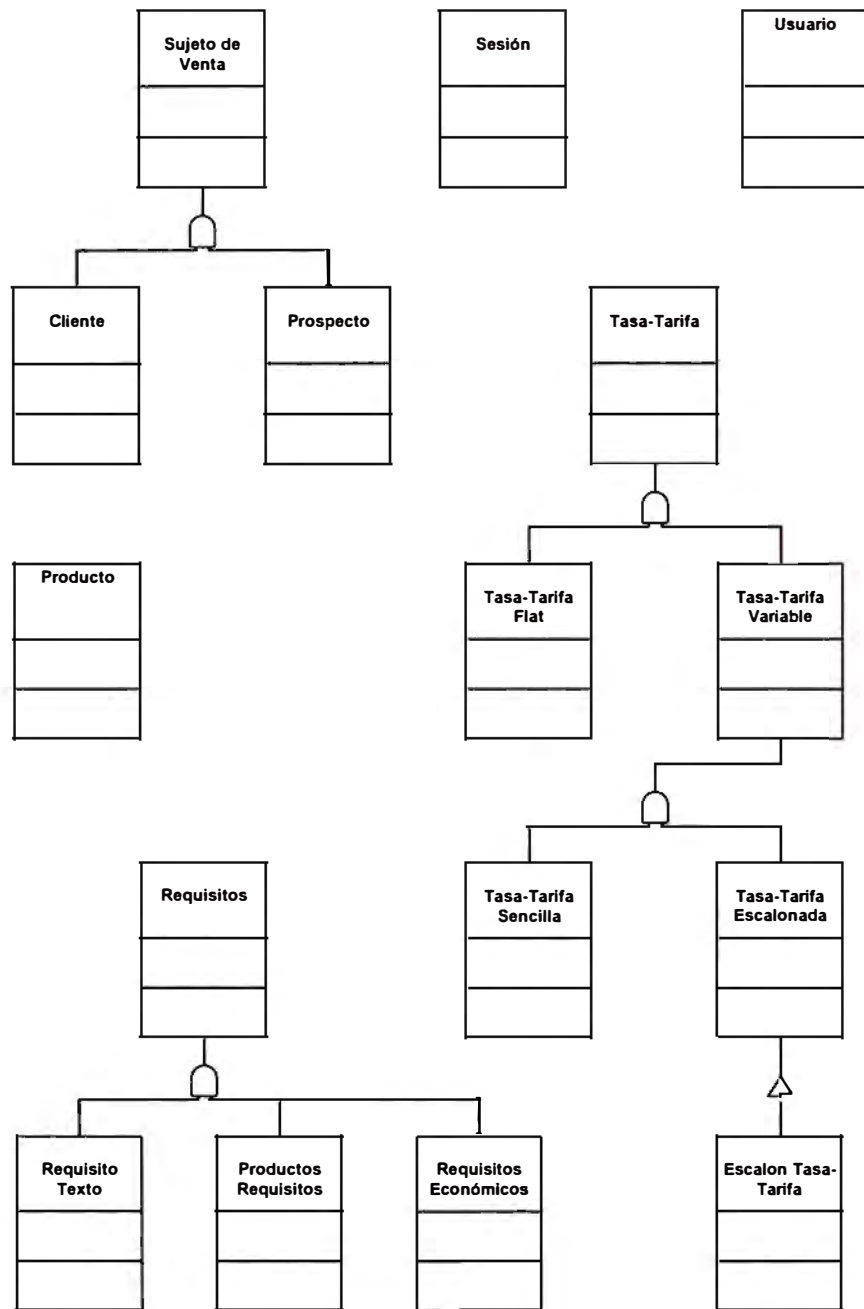 Sujeto de
Venta
Sesión
Usuario
Cliente
Prospecto
Tasa-Tarifa
Producto
Tasa-Tarifa
Flat
Tasa-Tarifa
Variable
Requisitos
Tasa-Tarifa
Sencilla
Tasa-Tarifa
Escalonada
Requisito
Texto
Productos
Requisitos
Requisitos
Económicos
Escalon Tasa-
Tarifa